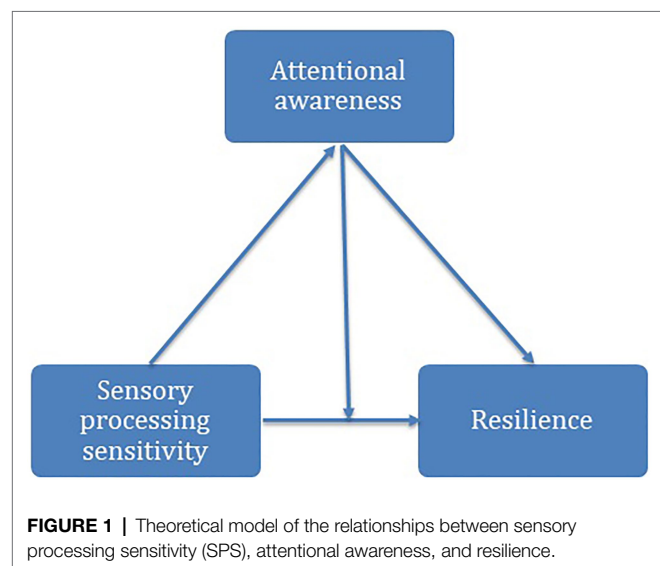 Attentional
awareness
Sensory
processing
sensitivity
Resilience
FIGURE 1 | Theoretical model of the relationships between sensory
processing sensitivity (SPS), attentional awareness, and resilience.